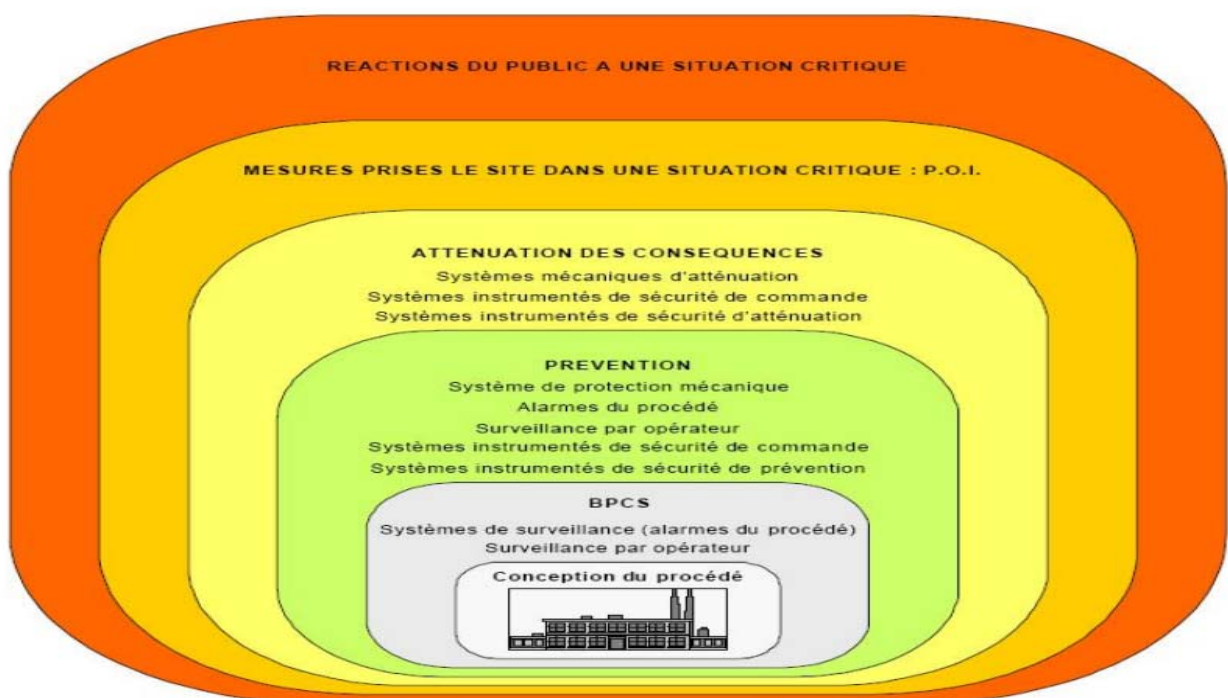 REACTIONS DU PUBLIC A UNE SITUATION CRITIQUE
MESURES PRISES LE SITE DANS UNE SITUATION CRITIQUE : P.O.I.
ATTENUATION DES CONSEQUENCES
Systèmes mécaniques d'atténuation
Systèmes instrumentés de sécurité de commande
Systèmes instrumentés de sécurité d'atténuation
PREVENTION
Système de protection mécanique
Alarmes du procédé
Surveillance par opérateur
Systèmes instrumentés de sécurité de commande
Systèmes instrumentés de sécurité de prévention
BPCS
Systèmes de surveillance (alarmes du procédé)
Surveillance par opérateur
Conception du procédé